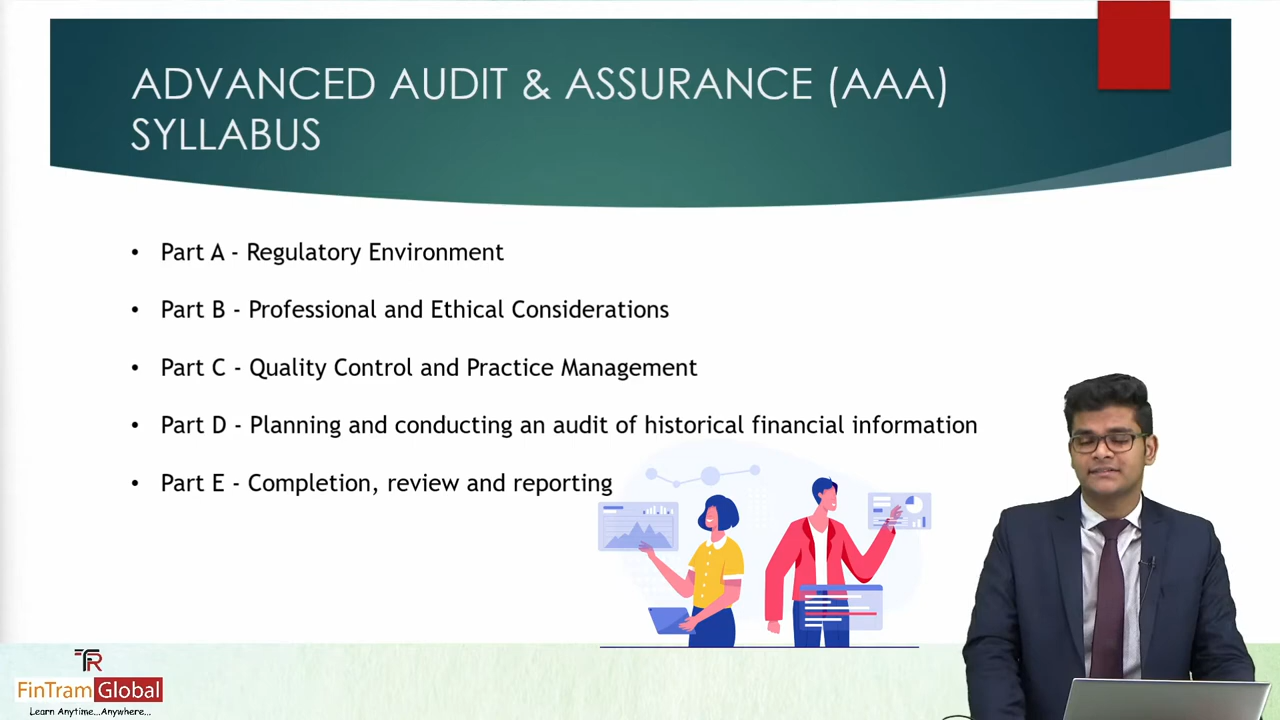 ADVANCED AUDIT & ASSURANCE (AAA)
SYLLABUS
• Part A - Regulatory Environment
• Part B - Professional and Ethical Considerations
• Part C - Quality Control and Practice Management
• Part D - Planning and conducting an audit of historical financial information
• Part E - Completion, review and reporting
FinTram Global
Learn Anytime...Anywhere...